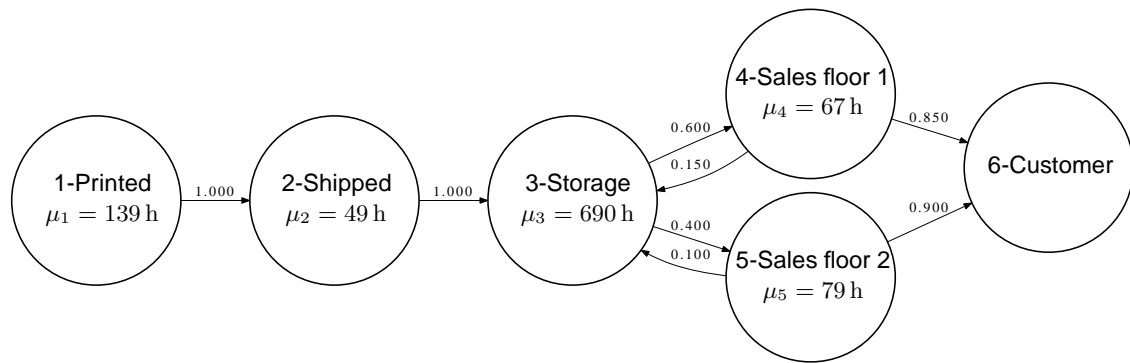 1-Printed
μ₁ = 139 h
1.000
2-Shipped
μ₂ = 49 h
1.000
3-Storage
μ₃ = 690 h
0.600
0.150
0.400
0.100
4-Sales floor 1
μ₄ = 67 h
5-Sales floor 2
μ₅ = 79 h
0.850
0.900
6-Customer